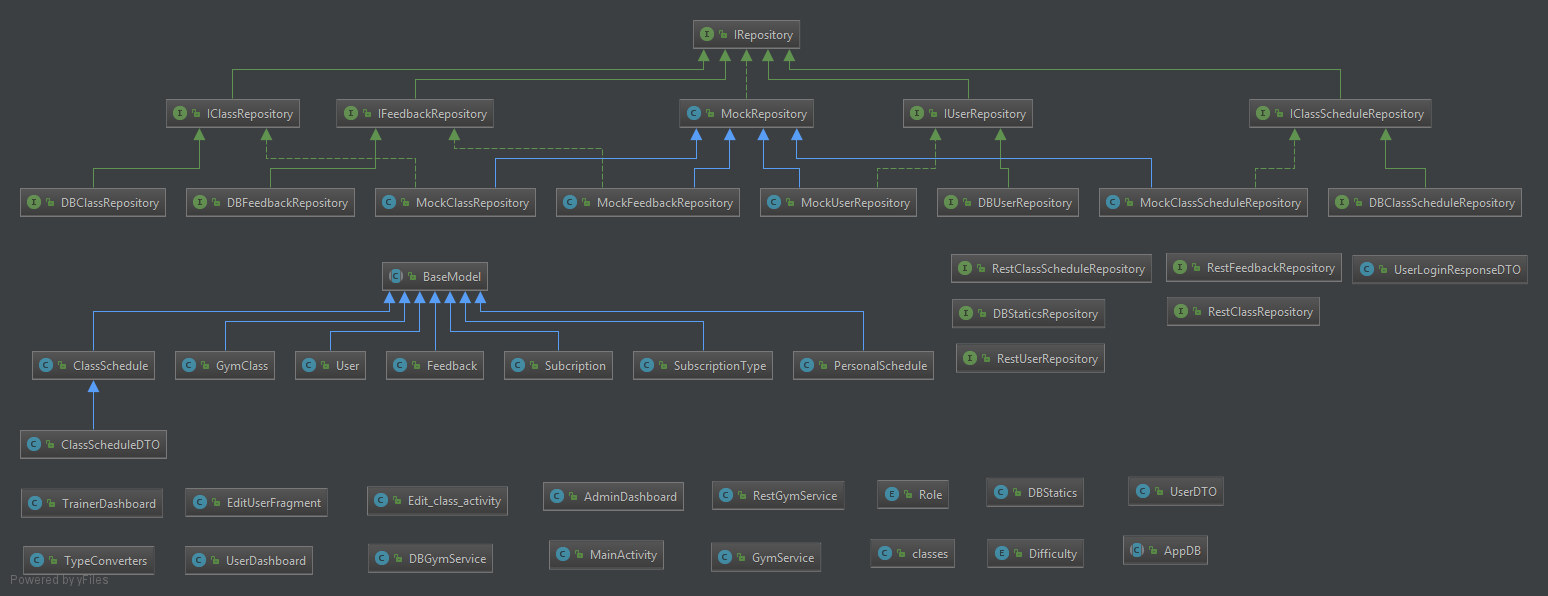 IRepository
IClassRepository
IFeedbackRepository
MockRepository
IUserRepository
IClassScheduleRepository
DBClassRepository
DBFeedbackRepository
MockClassRepository
MockFeedbackRepository
MockUserRepository
DBUserRepository
MockClassScheduleRepository
DBClassScheduleRepository
BaseModel
RestClassScheduleRepository
RestFeedbackRepository
UserLoginResponseDTO
DBStaticsRepository
RestClassRepository
RestUserRepository
ClassSchedule
GymClass
User
Feedback
Subcription
SubscriptionType
PersonalSchedule
ClassScheduleDTO
TrainerDashboard
EditUserFragment
Edit_class_activity
AdminDashboard
RestGymService
Role
DBStatics
UserDTO
TypeConverters
UserDashboard
DBGymService
MainActivity
GymService
classes
Difficulty
AppDB
Powered by yFiles